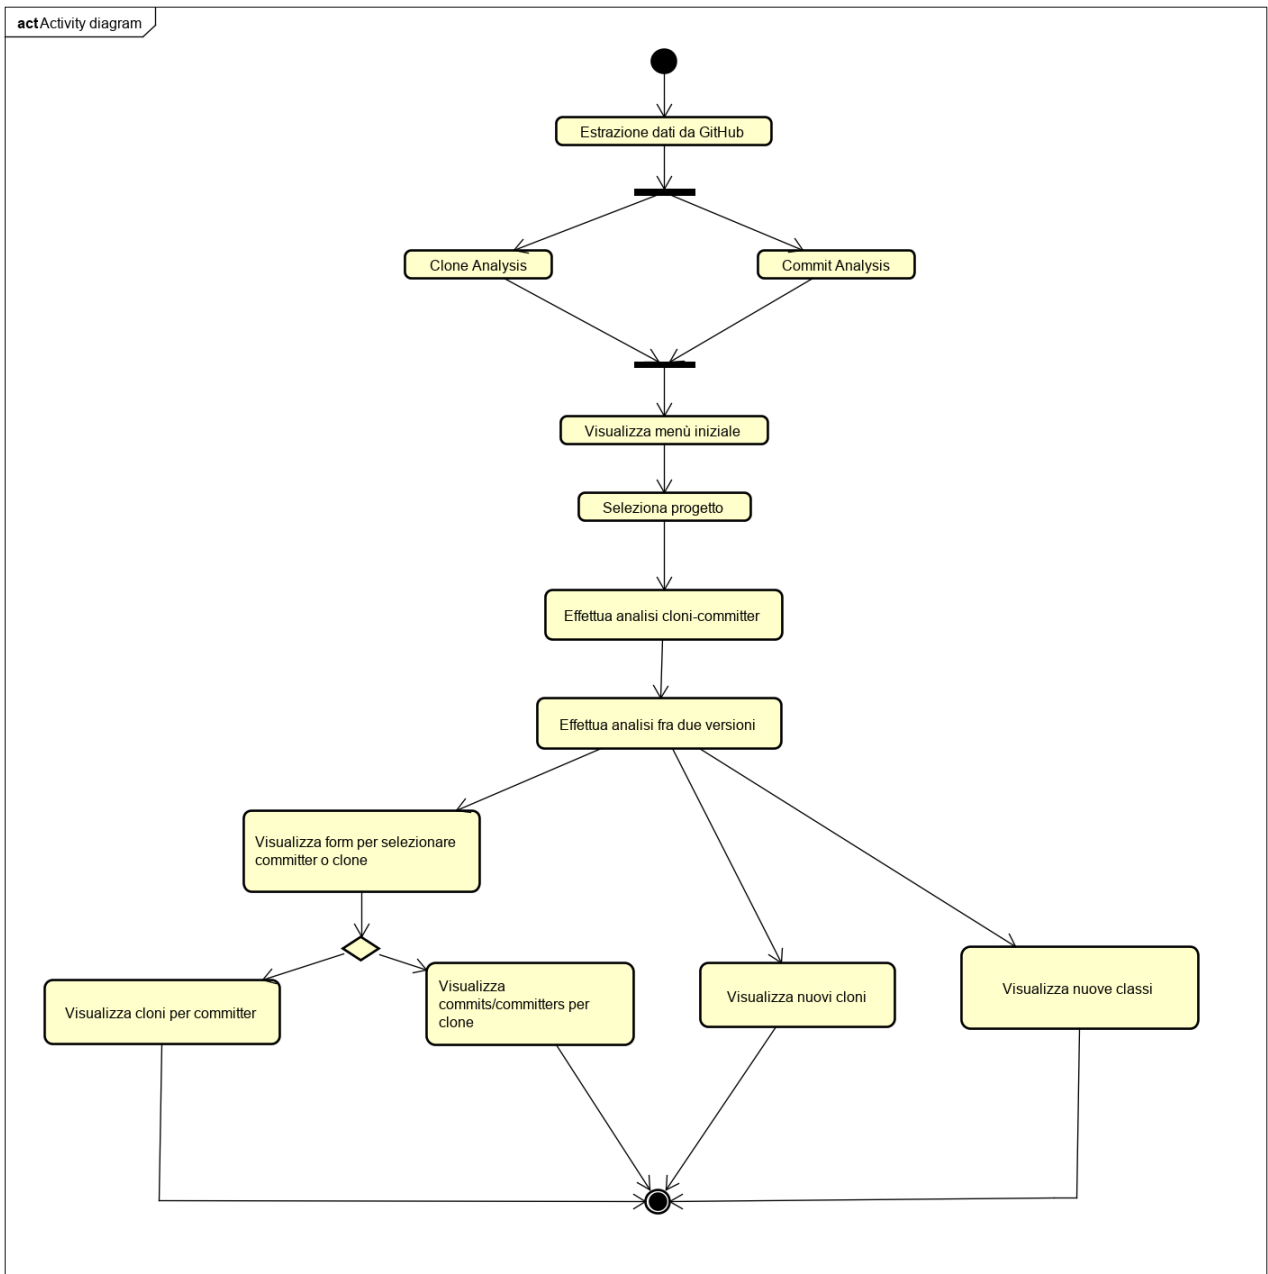 act Activity diagram
Estrazione dati da GitHub
Clone Analysis
Commit Analysis
Visualizza menù iniziale
Seleziona progetto
Effettua analisi cloni-committer
Effettua analisi fra due versioni
Visualizza form per selezionare
committer o clone
Visualizza cloni per committer
Visualizza
commits/committers per
clone
Visualizza nuovi cloni
Visualizza nuove classi